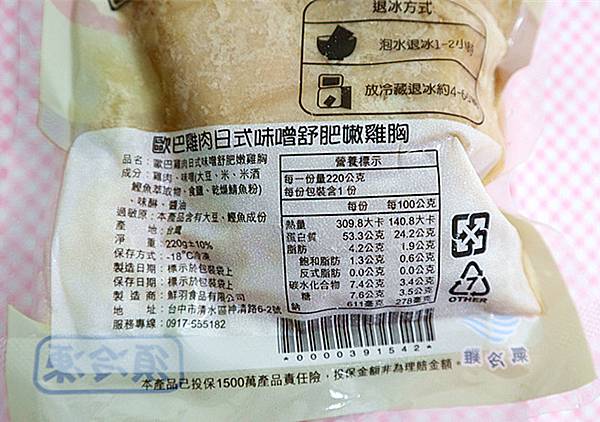 退冰方式
泡水退冰1-2小時
放冷藏退冰約4-6
歐巴雞肉日式味噌舒肥嫩雞胸
品名：歐巴雞肉日式味噌舒肥嫩雞胸
成分：雞肉、味噌(大豆、米、米酒
鰹魚萃取物、食鹽、乾燥鯖魚粉)
、味醂、醬油
過敏原：本產品含有大豆、鰹魚成份
產地：台灣
淨重：220g±10%
保存方式：-18°C冷凍
製造日期：標示於包裝袋上
保存日期：標示於包裝袋上
製造商：鮮羽食品有限公司
地址：台中市清水區神清路6-2號
服務專線：0917-555182
營養標示
每一份量220公克
每份包裝含1份
每份 每100公克
熱量 309.8大卡 140.8大卡
蛋白質 53.3公克 24.2公克
脂肪 4.2公克 1.9公克
飽和脂肪 1.3公克 0.6公克
反式脂肪 0.0公克 0.0公克
碳水化合物 7.4公克 3.4公克
糖 7.6公克 3.5公克
鈉 611毫克 278毫克
7
OTHER
*0000391542*
須冷凍
本產品已投保1500萬產品責任險，投保金額非為理賠金額。